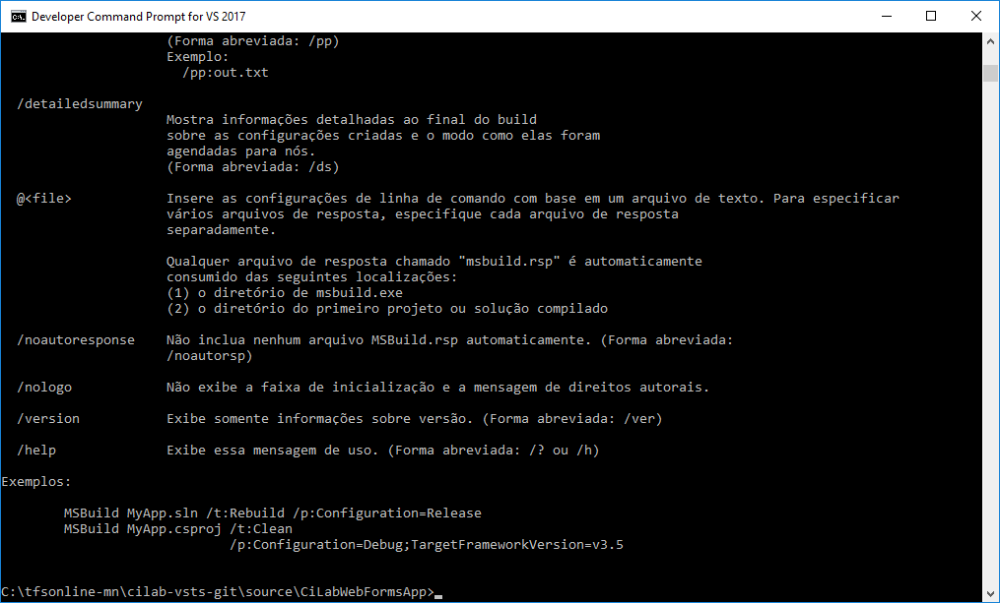 Developer Command Prompt for VS 2017
(Forma abreviada: /pp)
Exemplo:
/pp:out.txt
/detailedsummary
Mostra informações detalhadas ao final do build
sobre as configurações criadas e o modo como elas foram
agendadas para nós.
(Forma abreviada: /ds)
@<file> Insere as configurações de linha de comando com base em um arquivo de texto. Para especificar
vários arquivos de resposta, especifique cada arquivo de resposta
separadamente.
Qualquer arquivo de resposta chamado "msbuild.rsp" é automaticamente
consumido das seguintes localizações:
(1) o diretório de msbuild.exe
(2) o diretório do primeiro projeto ou solução compilado
/noautoresponse Não inclua nenhum arquivo MSBuild.rsp automaticamente. (Forma abreviada:
/noautorsp)
/nologo Não exibe a faixa de inicialização e a mensagem de direitos autorais.
/version Exibe somente informações sobre versão. (Forma abreviada: /ver)
/help Exibe essa mensagem de uso. (Forma abreviada: /? ou /h)
Exemplos:
MSBuild MyApp.sln /t:Rebuild /p:Configuration=Release
MSBuild MyApp.csproj /t:Clean
/p:Configuration=Debug;TargetFrameworkVersion=v3.5
C:\tfsonline-mn\cilab-vsts-git\source\CiLabWebFormsApp>